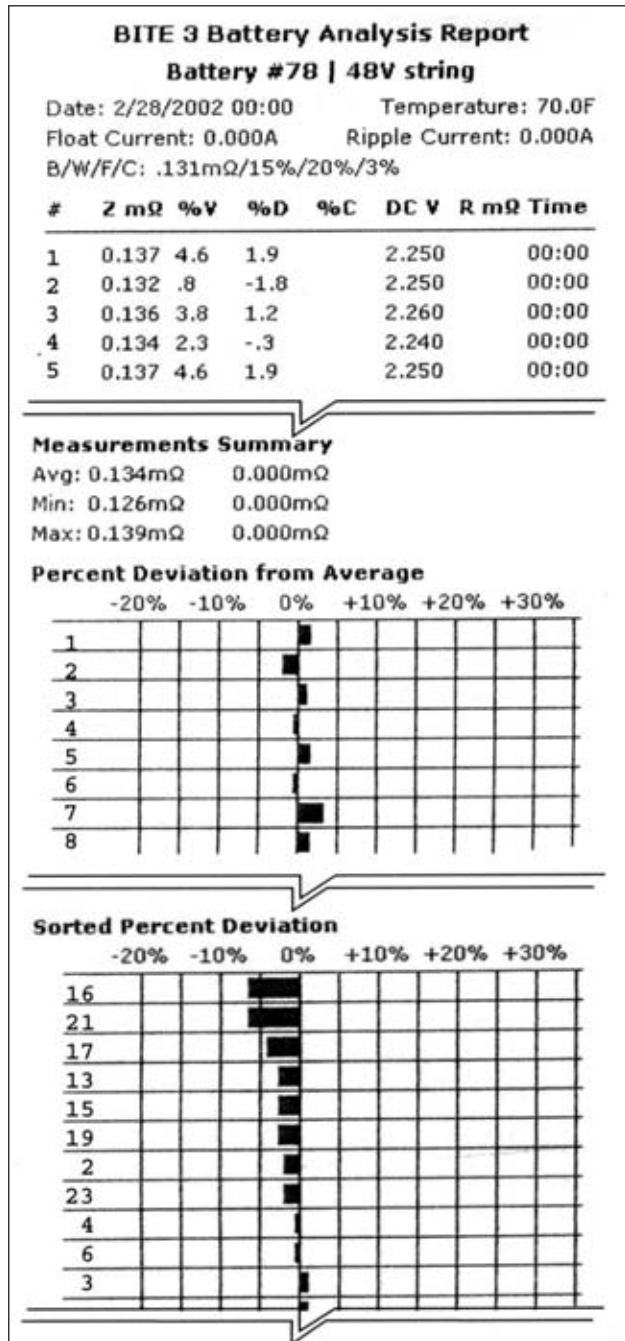 BITE 3 Battery Analysis Report
Battery #78 | 48V string
Date: 2/28/2002 00:00 Temperature: 70.0F
Float Current: 0.000A Ripple Current: 0.000A
B/W/F/C: .131mΩ/15%/20%/3%
# Z mΩ %V %D %C DC V R mΩ Time
1 0.137 4.6 1.9 2.250 00:00
2 0.132 .8 -1.8 2.250 00:00
3 0.136 3.8 1.2 2.260 00:00
4 0.134 2.3 -.3 2.240 00:00
5 0.137 4.6 1.9 2.250 00:00
Measurements Summary
Avg: 0.134mΩ 0.000mΩ
Min: 0.126mΩ 0.000mΩ
Max: 0.139mΩ 0.000mΩ
Percent Deviation from Average
-20% -10% 0% +10% +20% +30%
1
2
3
4
5
6
7
8
Sorted Percent Deviation
-20% -10% 0% +10% +20% +30%
16
21
17
13
15
19
2
23
4
6
3